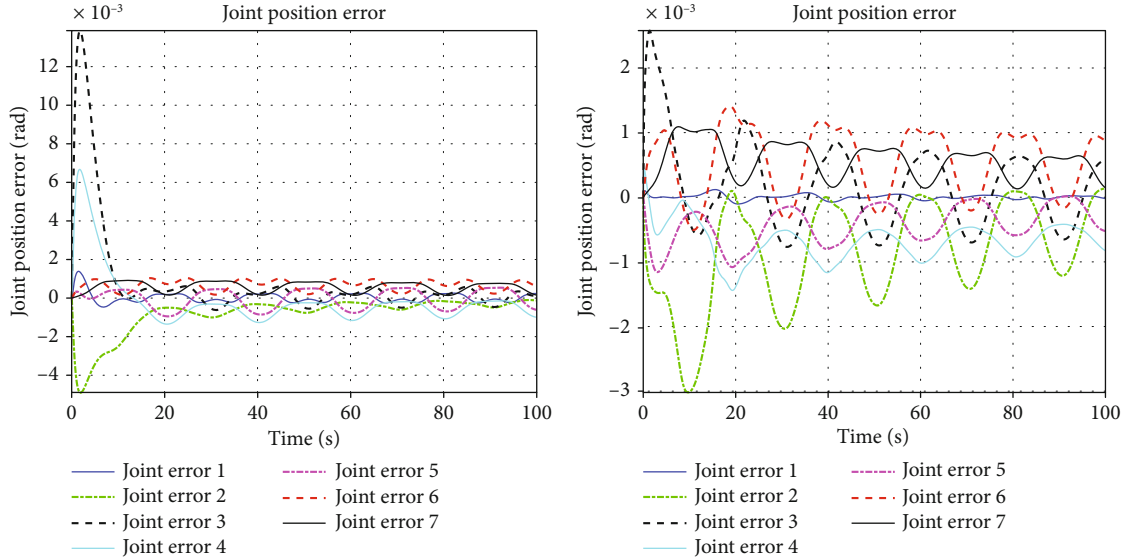 Joint position error
× 10⁻³
Joint position error (rad)
12
10
8
6
4
2
0
−2
−4
0
20
40
60
80
100
Time (s)
Joint error 1
Joint error 2
Joint error 3
Joint error 4
Joint error 5
Joint error 6
Joint error 7
Joint position error
× 10⁻³
Joint position error (rad)
2
1
0
−1
−2
−3
0
20
40
60
80
100
Time (s)
Joint error 1
Joint error 2
Joint error 3
Joint error 4
Joint error 5
Joint error 6
Joint error 7